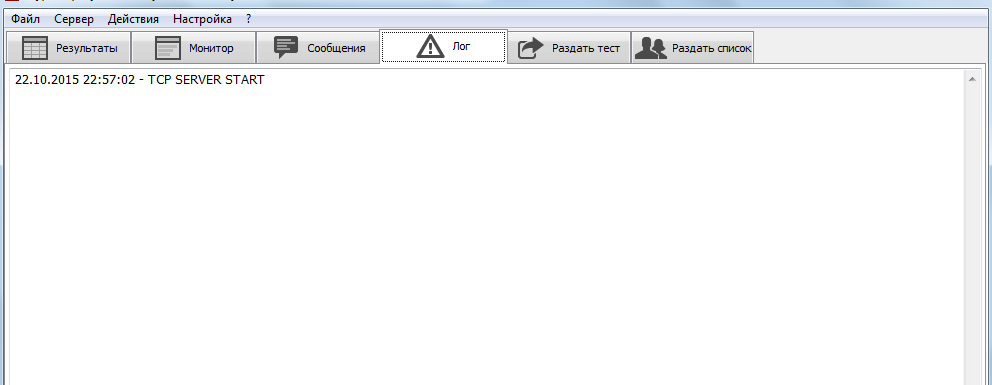 Файл Сервер Действия Настройка ?
Результаты Монитор Сообщения Лог Раздать тест Раздать список
22.10.2015 22:57:02 - TCP SERVER START